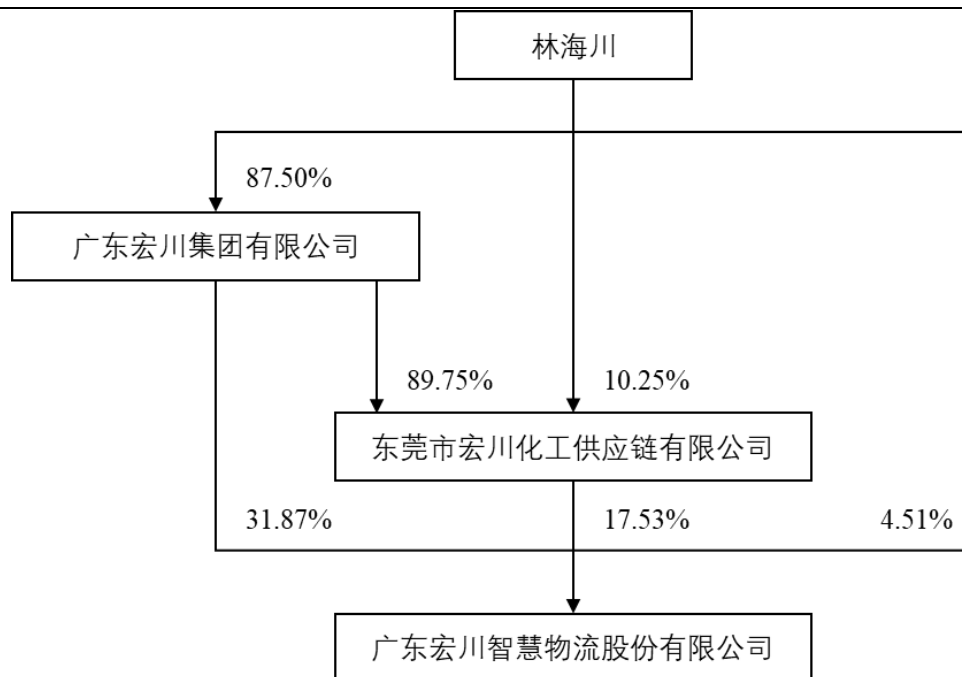 林海川
87.50%
广东宏川集团有限公司
89.75%
10.25%
东莞市宏川化工供应链有限公司
31.87%
17.53%
4.51%
广东宏川智慧物流股份有限公司